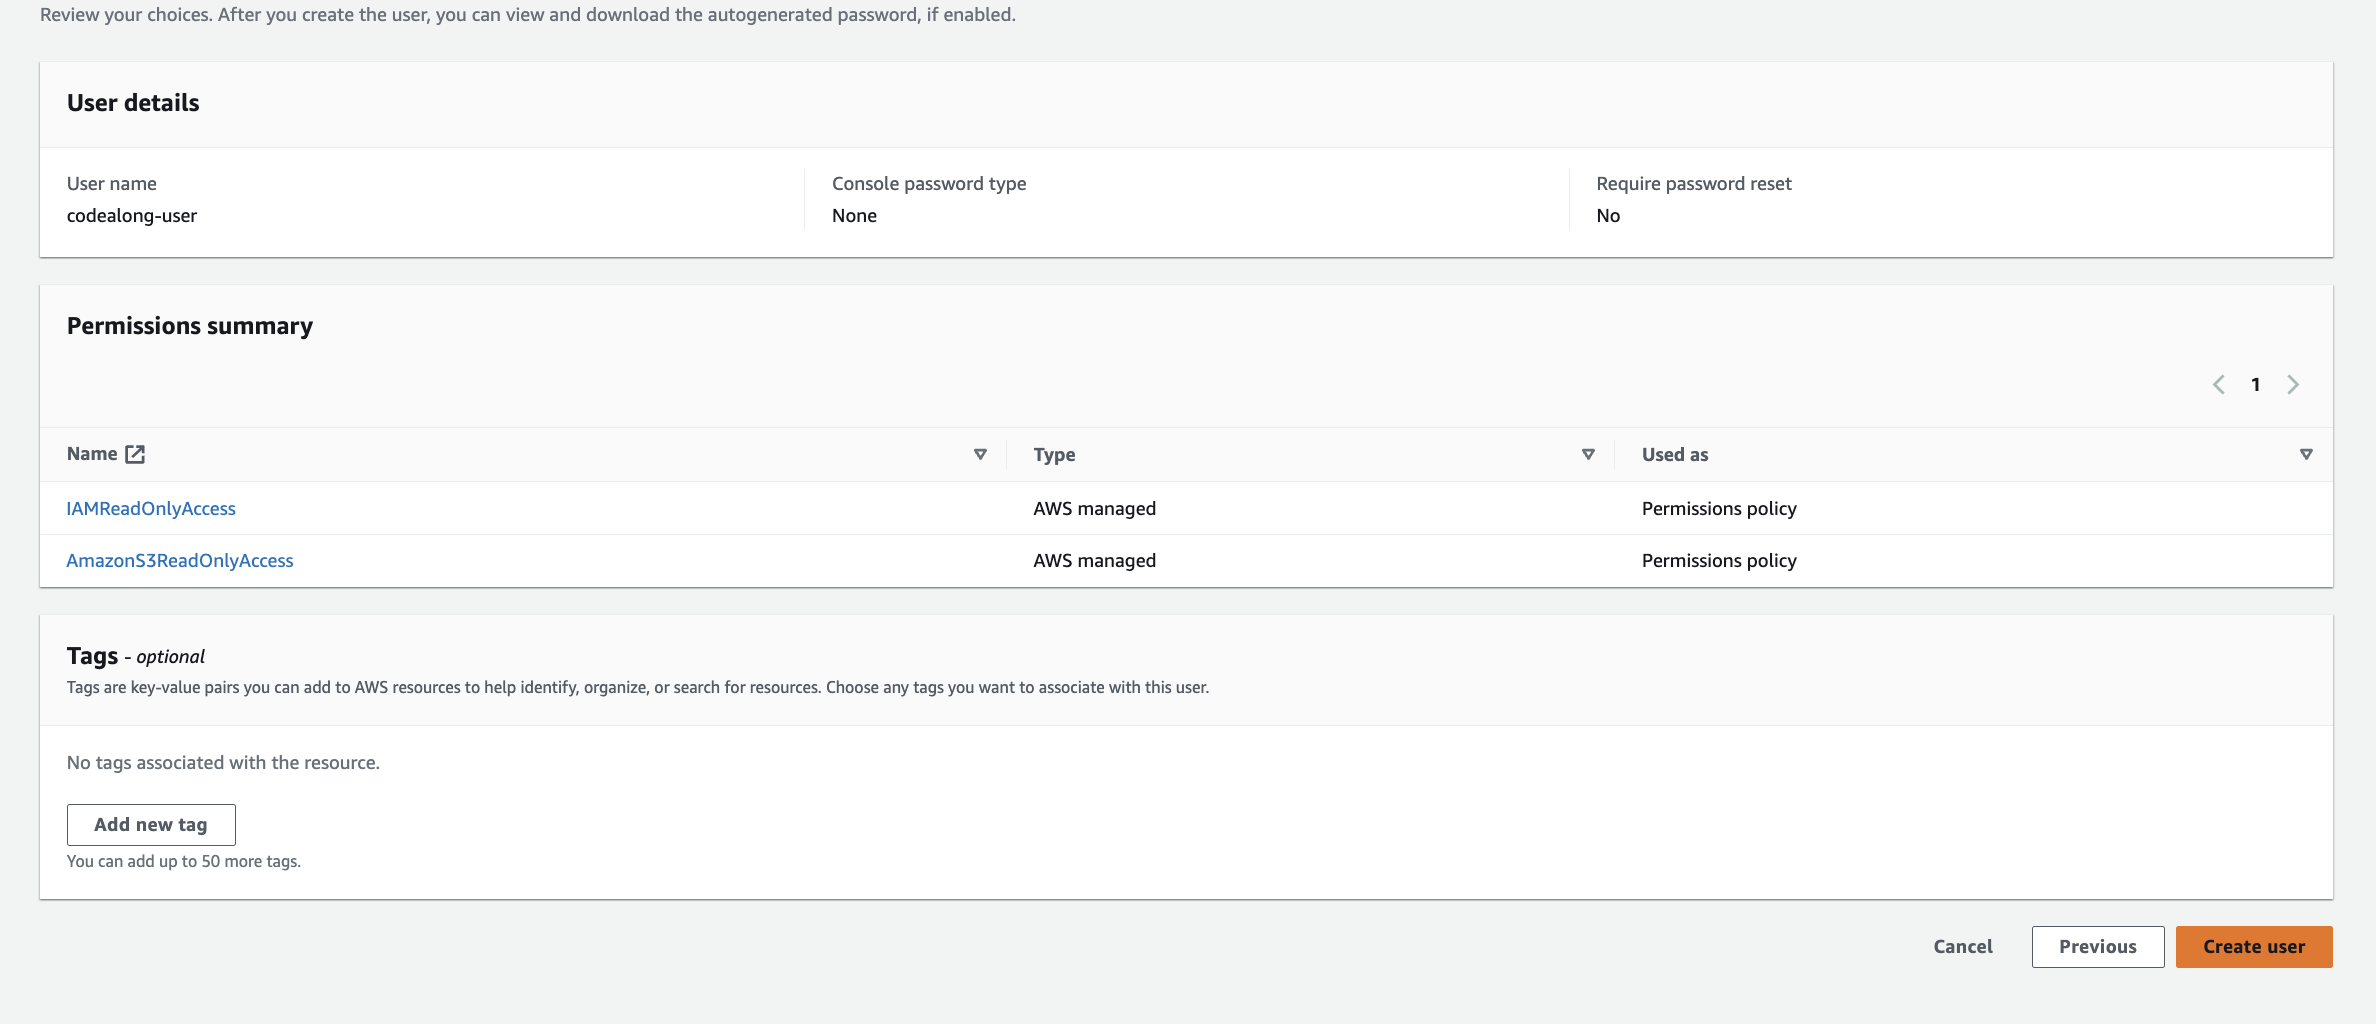 Review your choices. After you create the user, you can view and download the autogenerated password, if enabled.
User details
User name
codealong-user
Console password type
None
Require password reset
No
Permissions summary
1
Name
Type
Used as
IAMReadOnlyAccess
AWS managed
Permissions policy
AmazonS3ReadOnlyAccess
AWS managed
Permissions policy
Tags - optional
Tags are key-value pairs you can add to AWS resources to help identify, organize, or search for resources. Choose any tags you want to associate with this user.
No tags associated with the resource.
Add new tag
You can add up to 50 more tags.
Cancel
Previous
Create user